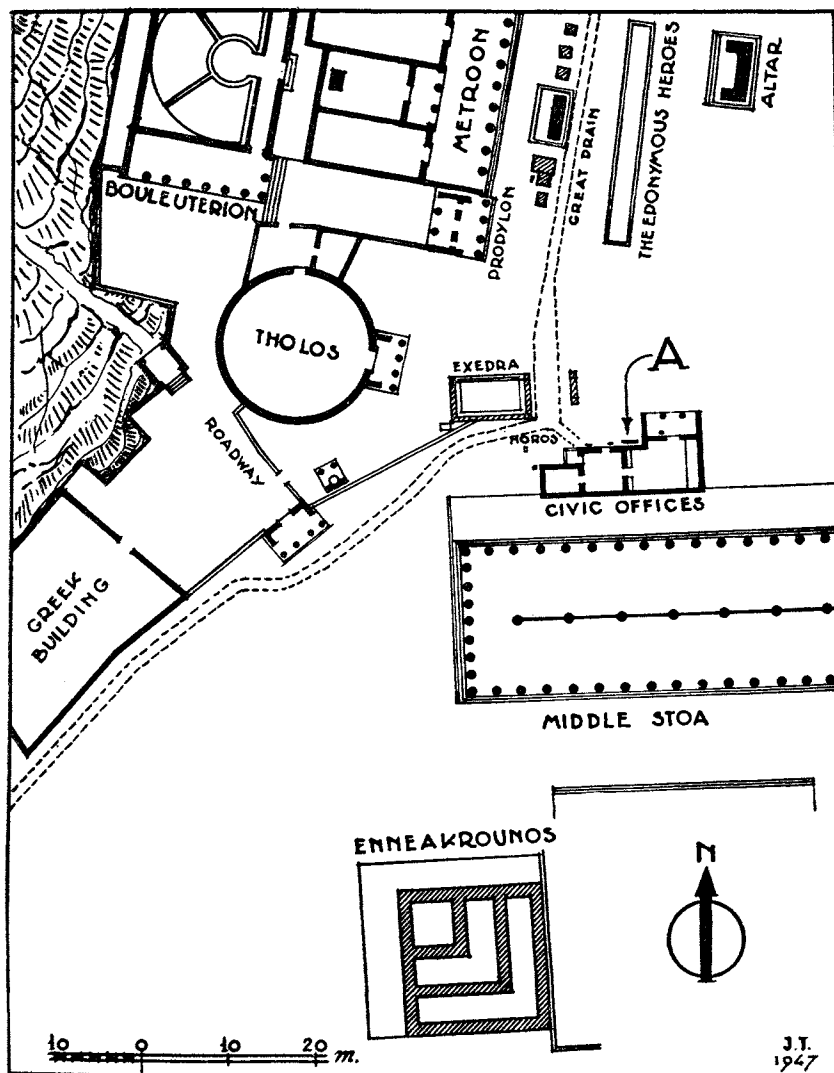 METROON
GREAT DRAIN
THE EPONYMOUS HEROES
ALTAR
BOULEUTERION
PROPYLON
THOLOS
EXEDRA
A
ROADWAY
HOROS
CIVIC OFFICES
GREEK
BUILDING
MIDDLE STOA
ENNEAKROUNOS
N
10 0 10 20 m.
J.T.
1947